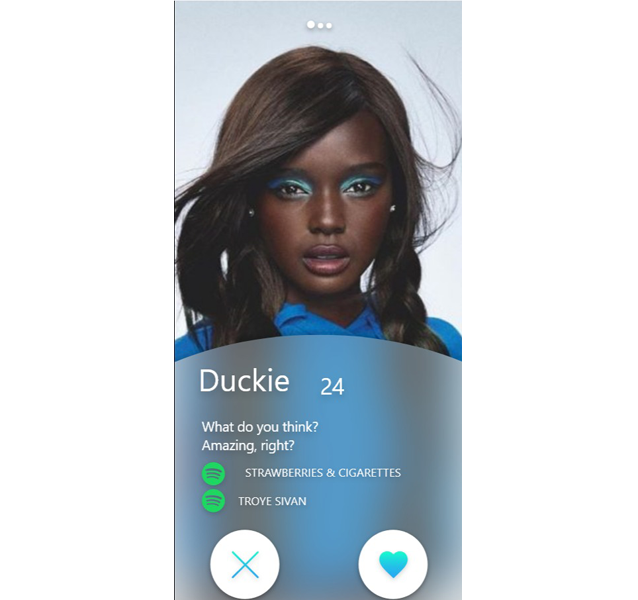 Duckie 24
What do you think?
Amazing, right?
STRAWBERRIES & CIGARETTES
TROYE SIVAN